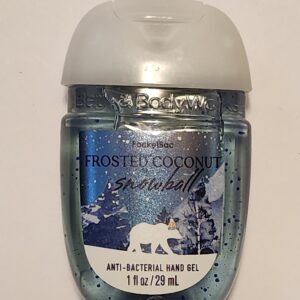 Bath & Body Works
PocketBac
FROSTED COCONUT
snowball
ANTI-BACTERIAL HAND GEL
1 fl oz / 29 mL